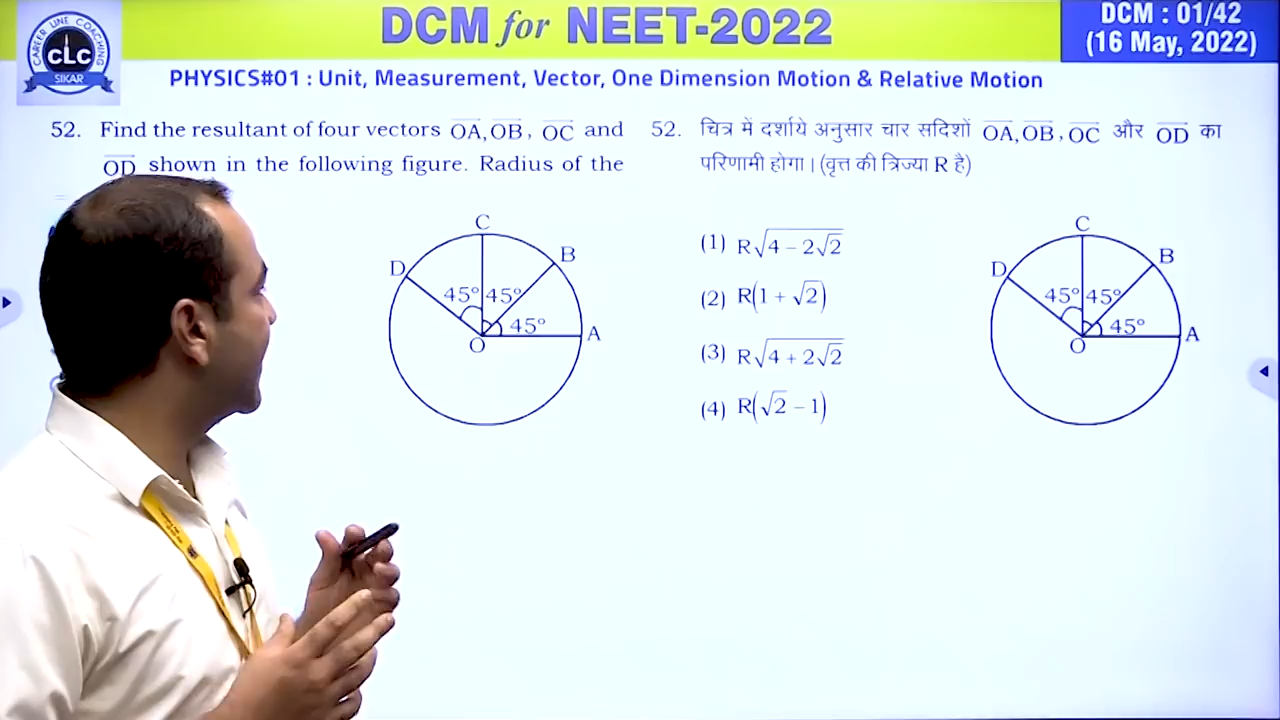 DCM for NEET-2022
DCM : 01/42
(16 May, 2022)
CAREER LINE COACHING
CLC
SIKAR
PHYSICS#01 : Unit, Measurement, Vector, One Dimension Motion & Relative Motion
52. Find the resultant of four vectors OA, OB, OC and
OD shown in the following figure. Radius of the
C
B
D
45° 45°
45°
A
O
52. चित्र में दर्शाये अनुसार चार सदिशों OA, OB, OC और OD का
परिणामी होगा। (वृत्त की त्रिज्या R है)
(1) R√4 – 2√2
(2) R(1 + √2)
(3) R√4 + 2√2
(4) R(√2 – 1)
C
B
D
45° 45°
45°
A
O